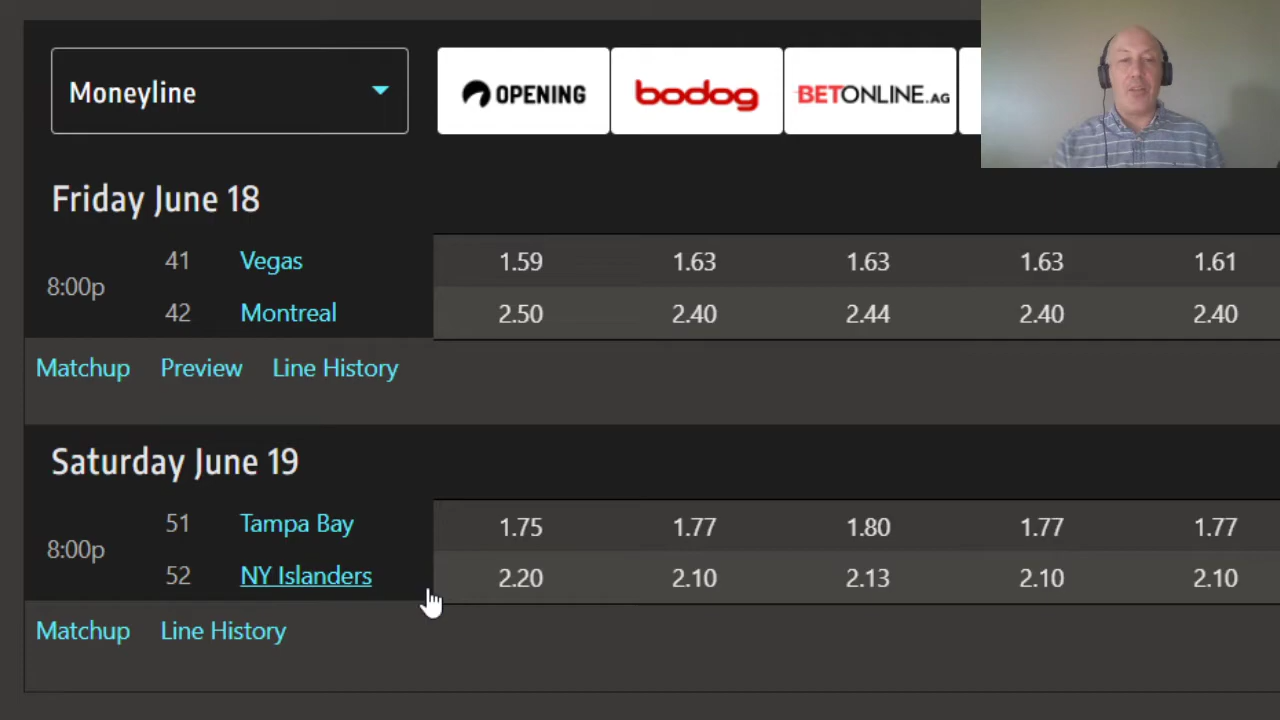 Moneyline OPENING bodog BETONLINE.AG
Friday June 18
8:00p
41 Vegas 1.59 1.63 1.63 1.63 1.61
42 Montreal 2.50 2.40 2.44 2.40 2.40
Matchup Preview Line History
Saturday June 19
8:00p
51 Tampa Bay 1.75 1.77 1.80 1.77 1.77
52 NY Islanders 2.20 2.10 2.13 2.10 2.10
Matchup Line History